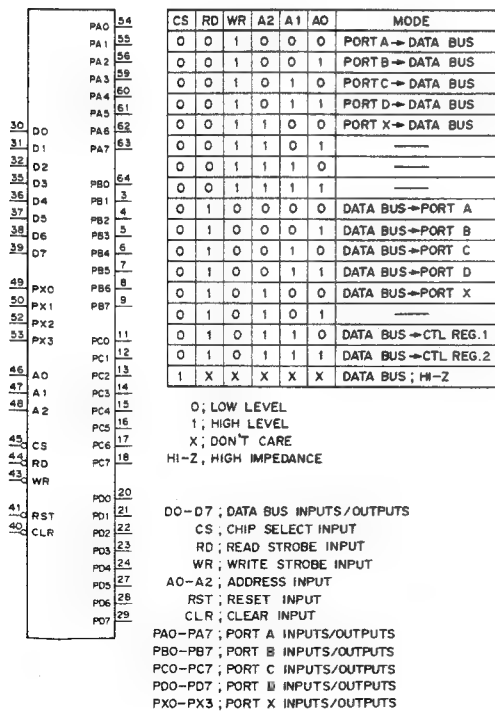 PA0 54
PA1 55
PA2 56
PA3 59
PA4 60
PA5 61
30 D0 PA6 62
31 D1 PA7 63
32 D2
35 D3 PB0 64
36 D4 PB1 3
37 D5 PB2 4
38 D6 PB3 5
39 D7 PB4 6
PB5 7
49 PX0 PB6 8
50 PX1 PB7 9
52 PX2
53 PX3 PC0 11
PC1 12
46 A0 PC2 13
47 A1 PC3 14
48 A2 PC4 15
PC5 16
45 CS PC6 17
44 RD PC7 18
43 WR
PD0 20
41 RST PD1 21
40 CLR PD2 22
PD3 23
PD4 24
PD5 27
PD6 28
PD7 29
CS RD WR A2 A1 A0 MODE
0 0 1 0 0 0 PORT A → DATA BUS
0 0 1 0 0 1 PORT B → DATA BUS
0 0 1 0 1 0 PORT C → DATA BUS
0 0 1 0 1 1 PORT D → DATA BUS
0 0 1 1 0 0 PORT X → DATA BUS
0 0 1 1 0 1 —
0 0 1 1 1 0 —
0 0 1 1 1 1 —
0 1 0 0 0 0 DATA BUS → PORT A
0 1 0 0 0 1 DATA BUS → PORT B
0 1 0 0 1 0 DATA BUS → PORT C
0 1 0 0 1 1 DATA BUS → PORT D
0 1 0 1 0 0 DATA BUS → PORT X
0 1 0 1 0 1 —
0 1 0 1 1 0 DATA BUS → CTL REG.1
0 1 0 1 1 1 DATA BUS → CTL REG.2
1 X X X X X DATA BUS ; HI-Z
0 ; LOW LEVEL
1 ; HIGH LEVEL
X ; DON'T CARE
HI-Z ; HIGH IMPEDANCE
D0-D7 ; DATA BUS INPUTS/OUTPUTS
CS ; CHIP SELECT INPUT
RD ; READ STROBE INPUT
WR ; WRITE STROBE INPUT
A0-A2 ; ADDRESS INPUT
RST ; RESET INPUT
CLR ; CLEAR INPUT
PA0-PA7 ; PORT A INPUTS/OUTPUTS
PB0-PB7 ; PORT B INPUTS/OUTPUTS
PC0-PC7 ; PORT C INPUTS/OUTPUTS
PD0-PD7 ; PORT D INPUTS/OUTPUTS
PX0-PX3 ; PORT X INPUTS/OUTPUTS